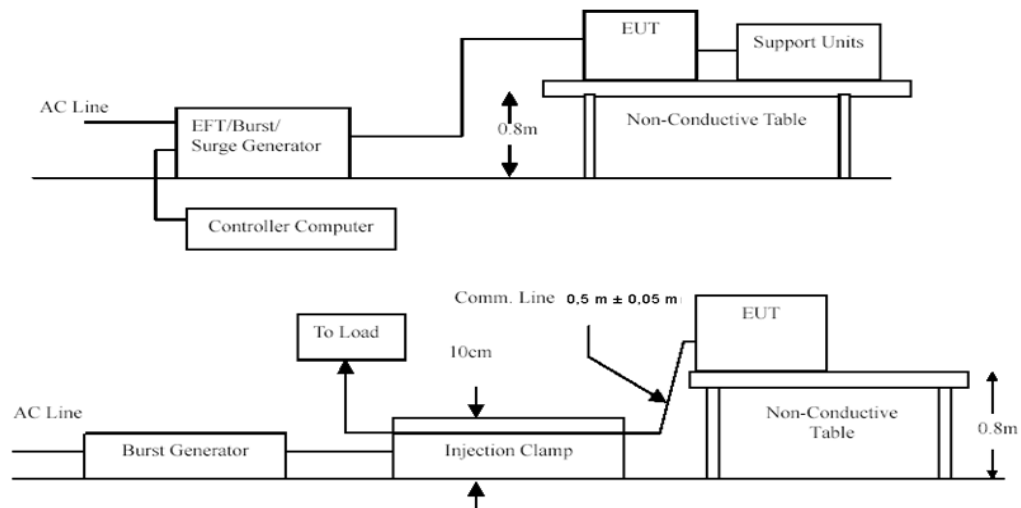 EUT
Support Units
AC Line
EFT/Burst/
Surge Generator
0.8m
Non-Conductive Table
Controller Computer
Comm. Line 0,5 m ± 0,05 m
EUT
To Load
10cm
AC Line
Non-Conductive
Table
0.8m
Burst Generator
Injection Clamp